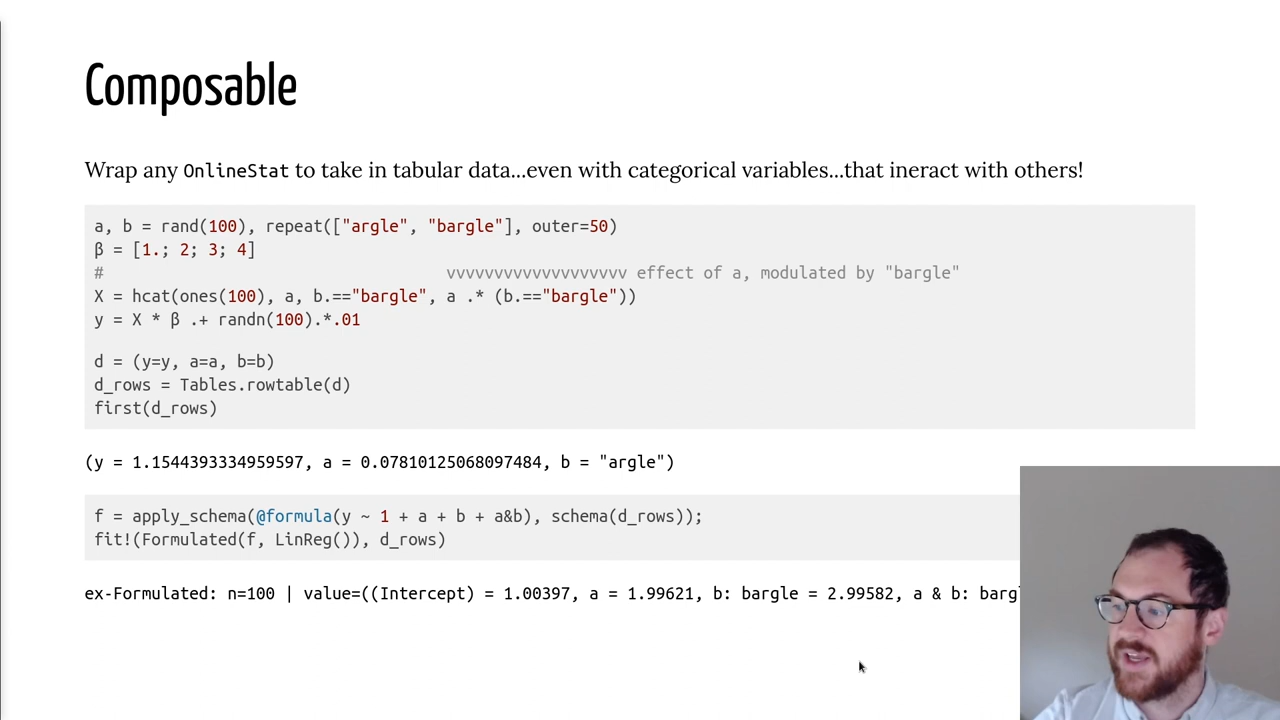 Composable
Wrap any OnlineStat to take in tabular data...even with categorical variables...that ineract with others!
a, b = rand(100), repeat(["argle", "bargle"], outer=50)
β = [1.; 2; 3; 4]
# vvvvvvvvvvvvvvvvvvv effect of a, modulated by "bargle"
X = hcat(ones(100), a, b.=="bargle", a .* (b.=="bargle"))
y = X * β .+ randn(100).*.01
d = (y=y, a=a, b=b)
d_rows = Tables.rowtable(d)
first(d_rows)
(y = 1.1544393334959597, a = 0.07810125068097484, b = "argle")
f = apply_schema(@formula(y ~ 1 + a + b + a&b), schema(d_rows));
fit!(Formulated(f, LinReg()), d_rows)
ex-Formulated: n=100 | value=((Intercept) = 1.00397, a = 1.99621, b: bargle = 2.99582, a & b: bargl